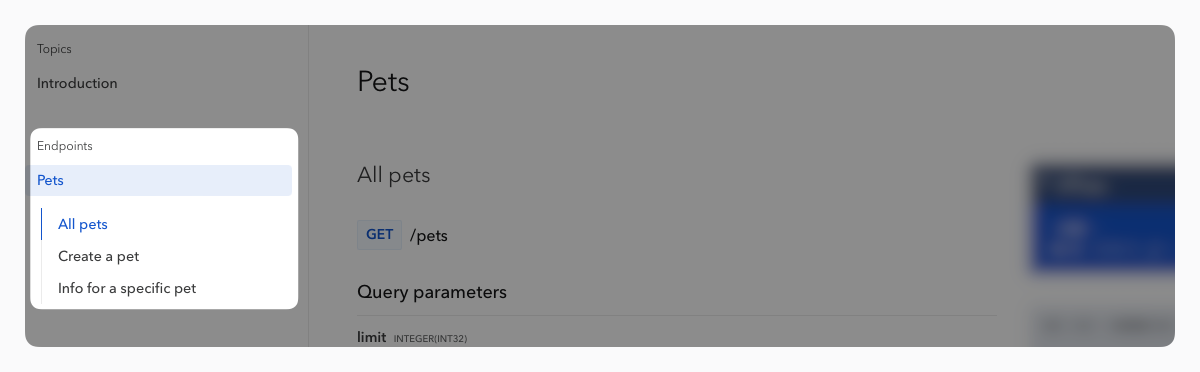 Topics
Introduction
Endpoints
Pets
All pets
Create a pet
Info for a specific pet
Pets
All pets
GET /pets
Query parameters
limit INTEGER(INT32)